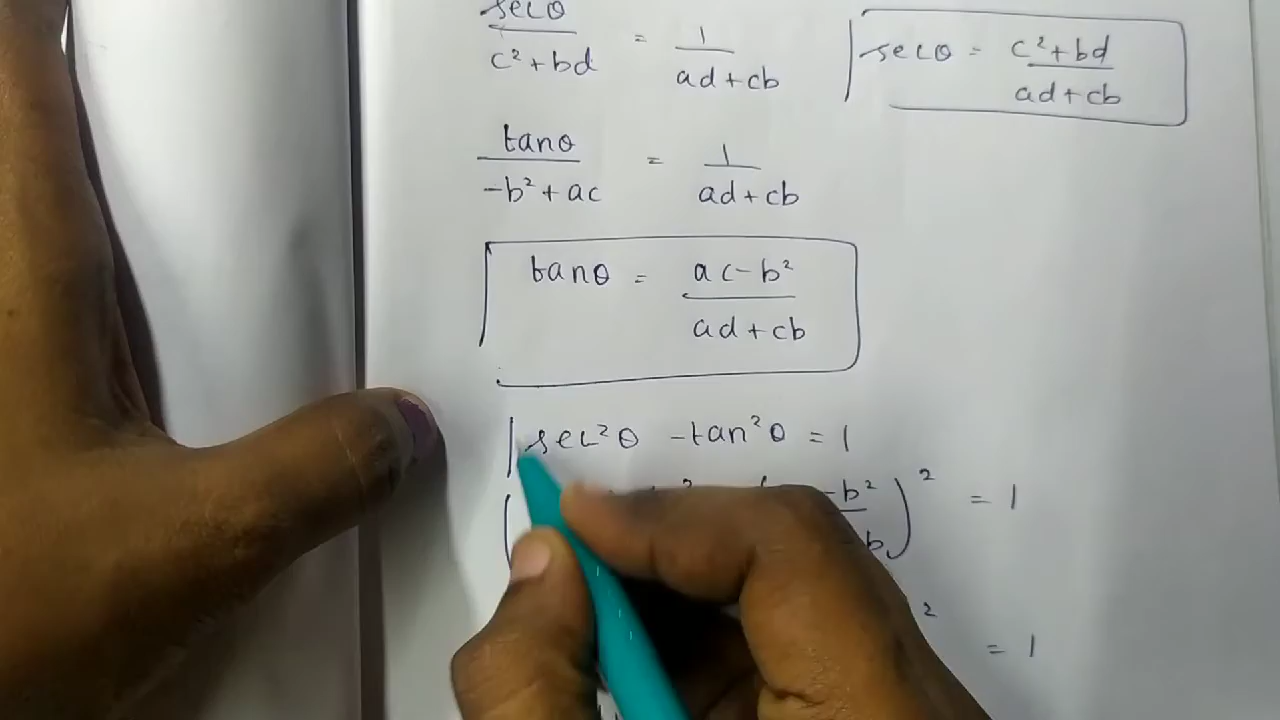 secθ / c² + bd = 1 / ad + cb
secθ = c² + bd / ad + cb
tanθ / -b² + ac = 1 / ad + cb
tanθ = ac - b² / ad + cb
sec²θ - tan²θ = 1
( 2 ( - b² / b )² = 1
2 = 1